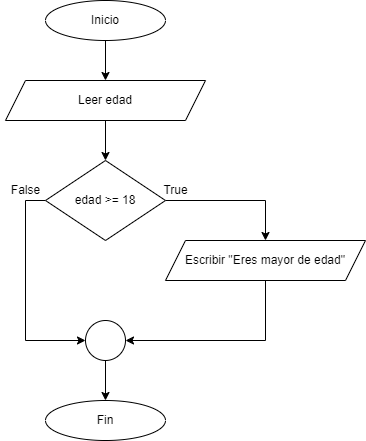 Inicio
Leer edad
False
True
edad >= 18
Escribir "Eres mayor de edad"
Fin